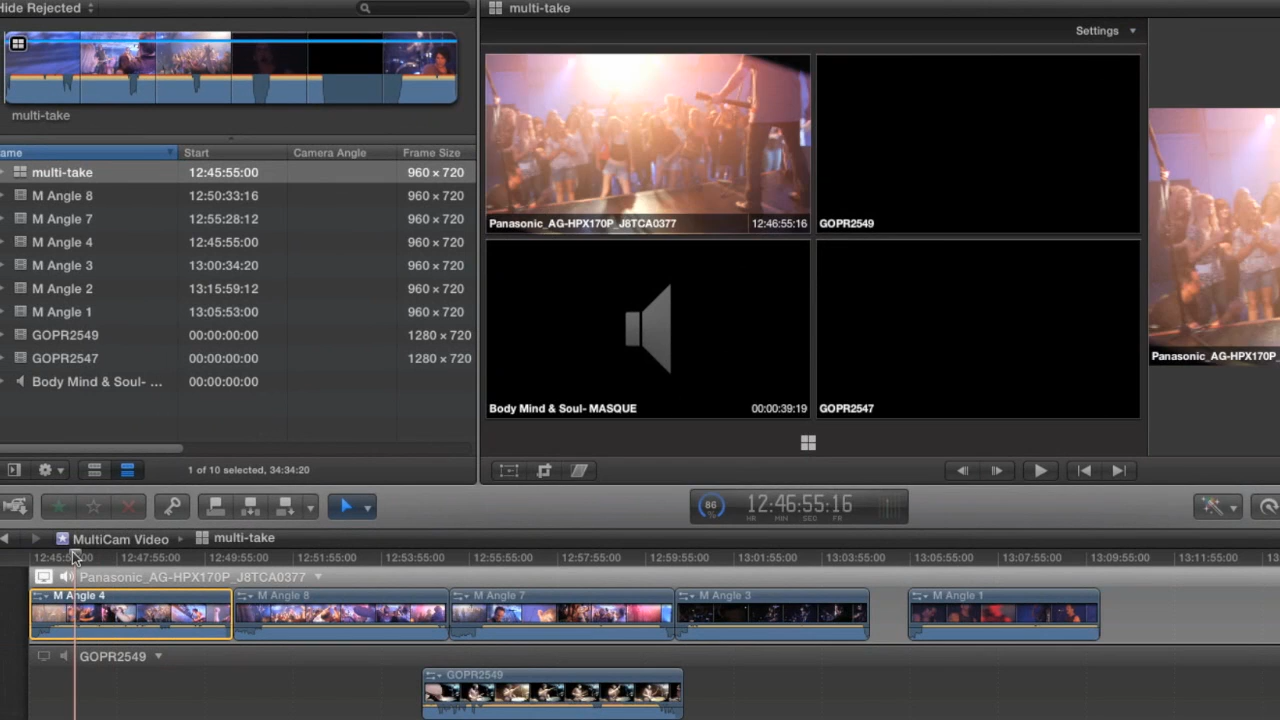 Hide Rejected
multi-take
multi-take
Settings
Panasonic_AG-HPX170P_J8TCA0377 12:46:55:16
GOPR2549
Panasonic_AG-HPX170P_
Body Mind & Soul- MASQUE 00:00:39:19
GOPR2547
ame Start Camera Angle Frame Size
multi-take 12:45:55:00 960 × 720
M Angle 8 12:50:33:16 960 × 720
M Angle 7 12:55:28:12 960 × 720
M Angle 4 12:45:55:00 960 × 720
M Angle 3 13:00:34:20 960 × 720
M Angle 2 13:15:59:12 960 × 720
M Angle 1 13:05:53:00 960 × 720
GOPR2549 00:00:00:00 1280 × 720
GOPR2547 00:00:00:00 1280 × 720
Body Mind & Soul- ... 00:00:00:00
1 of 10 selected, 34:34:20
86 % 12:46:55:16
HR MIN SEC FR
MultiCam Video multi-take
12:47:55:00 12:49:55:00 12:51:55:00 12:53:55:00 12:55:55:00 12:57:55:00 12:59:55:00 13:01:55:00 13:03:55:00 13:05:55:00 13:07:55:00 13:09:55:00 13:11:55:00
Panasonic_AG-HPX170P_J8TCA0377
M Angle 4 M Angle 8 M Angle 7 M Angle 3 M Angle 1
GOPR2549
GOPR2549